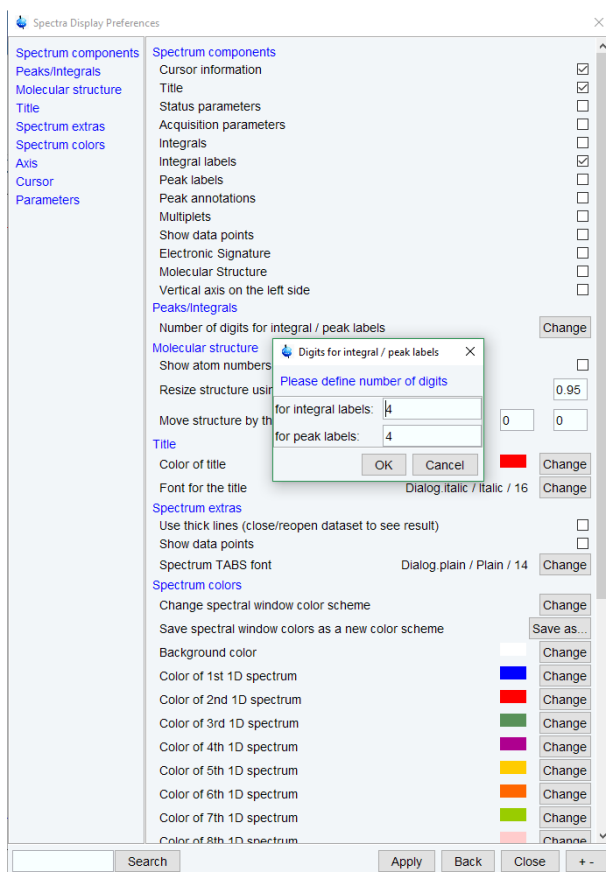 Spectra Display Preferences
Spectrum components
Peaks/Integrals
Molecular structure
Title
Spectrum extras
Spectrum colors
Axis
Cursor
Parameters
Spectrum components
Cursor information
Title
Status parameters
Acquisition parameters
Integrals
Integral labels
Peak labels
Peak annotations
Multiplets
Show data points
Electronic Signature
Molecular Structure
Vertical axis on the left side
Peaks/Integrals
Number of digits for integral / peak labels Change
Molecular structure
Show atom numbers
Resize structure usin 0.95
Move structure by th 0 0
Digits for integral / peak labels
Please define number of digits
for integral labels: 4
for peak labels: 4
OK Cancel
Title
Color of title Change
Font for the title Dialog.italic / Italic / 16 Change
Spectrum extras
Use thick lines (close/reopen dataset to see result)
Show data points
Spectrum TABS font Dialog.plain / Plain / 14 Change
Spectrum colors
Change spectral window color scheme Change
Save spectral window colors as a new color scheme Save as...
Background color Change
Color of 1st 1D spectrum Change
Color of 2nd 1D spectrum Change
Color of 3rd 1D spectrum Change
Color of 4th 1D spectrum Change
Color of 5th 1D spectrum Change
Color of 6th 1D spectrum Change
Color of 7th 1D spectrum Change
Color of 8th 1D spectrum Change
Search Apply Back Close + -